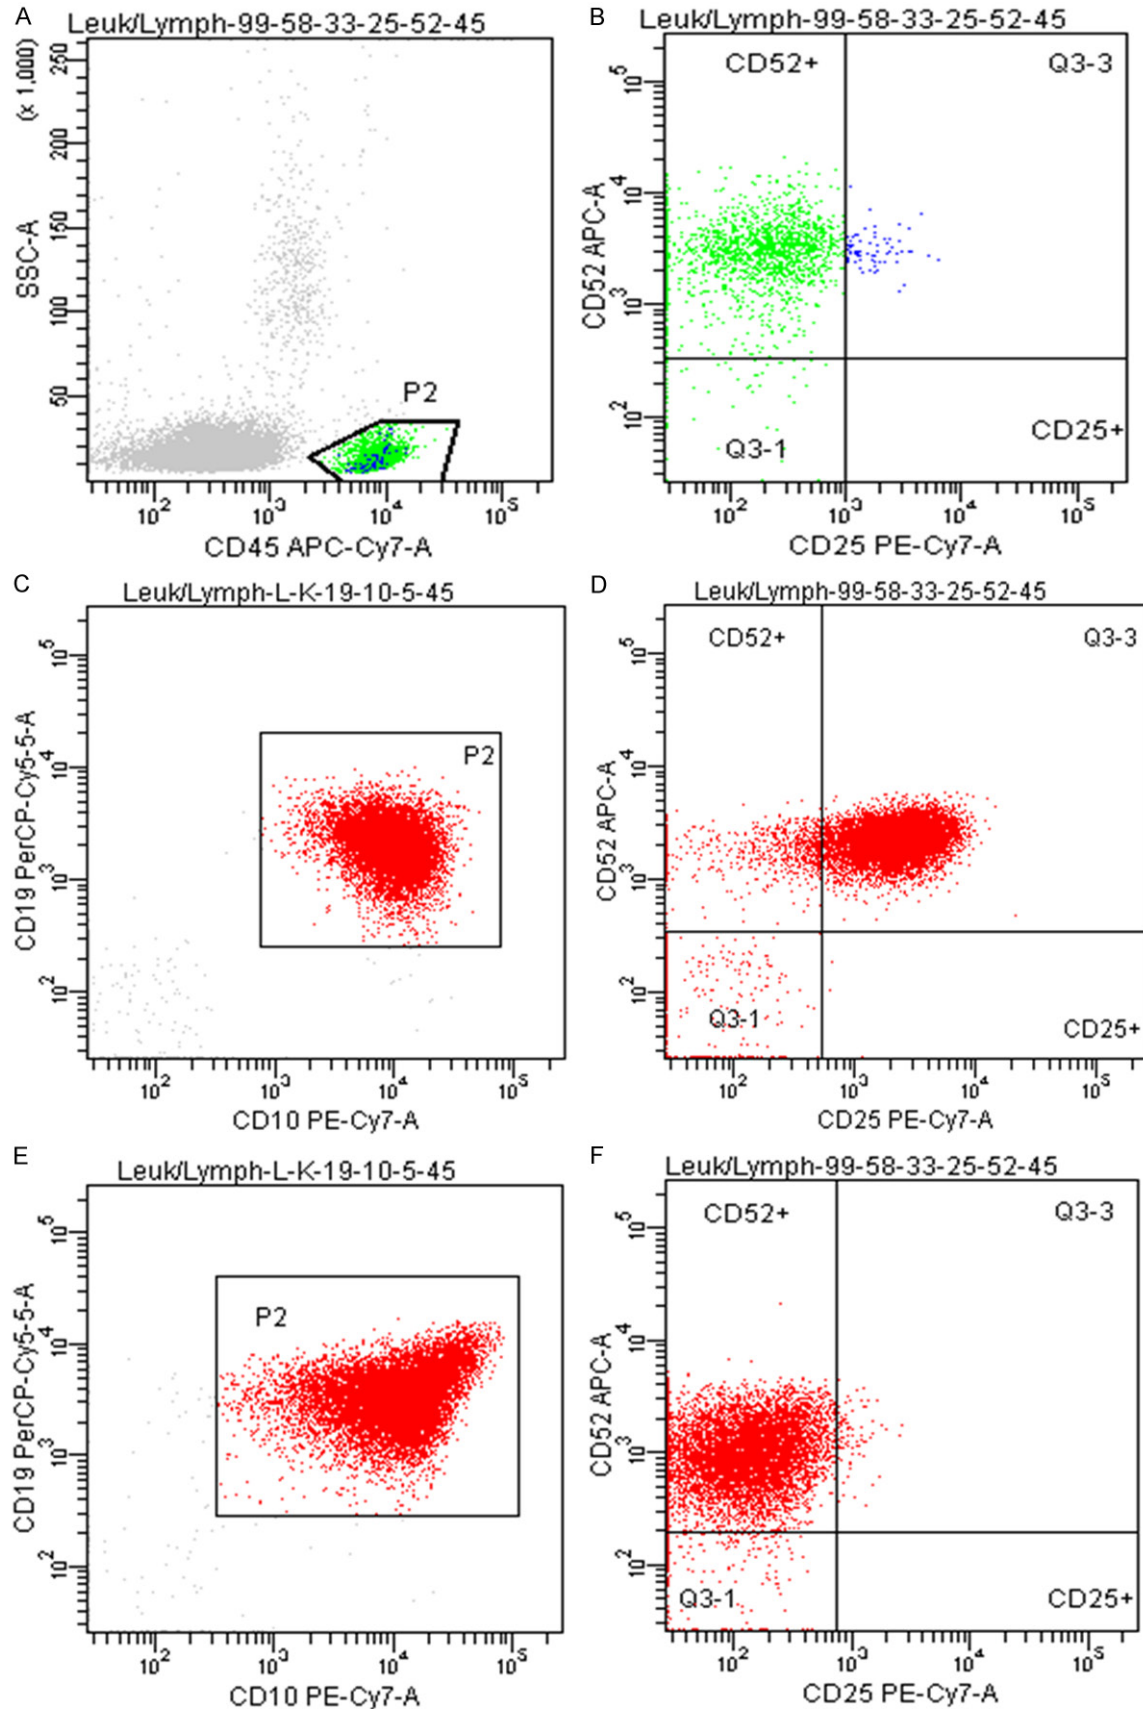 A
Leuk/Lymph-99-58-33-25-52-45
(x 1,000)
250
200
150
100
50
SSC-A
P2
10² 10³ 10⁴ 10⁵
CD45 APC-Cy7-A
B
Leuk/Lymph-99-58-33-25-52-45
CD52+ Q3-3
10⁵
10⁴
10³
10²
CD52 APC-A
Q3-1 CD25+
10² 10³ 10⁴ 10⁵
CD25 PE-Cy7-A
C
Leuk/Lymph-L-K-19-10-5-45
P2
10⁵
10⁴
10³
10²
CD19 PerCP-Cy5-5-A
10² 10³ 10⁴ 10⁵
CD10 PE-Cy7-A
D
Leuk/Lymph-99-58-33-25-52-45
CD52+ Q3-3
10⁵
10⁴
10³
10²
CD52 APC-A
Q3-1 CD25+
10² 10³ 10⁴ 10⁵
CD25 PE-Cy7-A
E
Leuk/Lymph-L-K-19-10-5-45
P2
10⁵
10⁴
10³
10²
CD19 PerCP-Cy5-5-A
10² 10³ 10⁴ 10⁵
CD10 PE-Cy7-A
F
Leuk/Lymph-99-58-33-25-52-45
CD52+ Q3-3
10⁵
10⁴
10³
10²
CD52 APC-A
Q3-1 CD25+
10² 10³ 10⁴ 10⁵
CD25 PE-Cy7-A